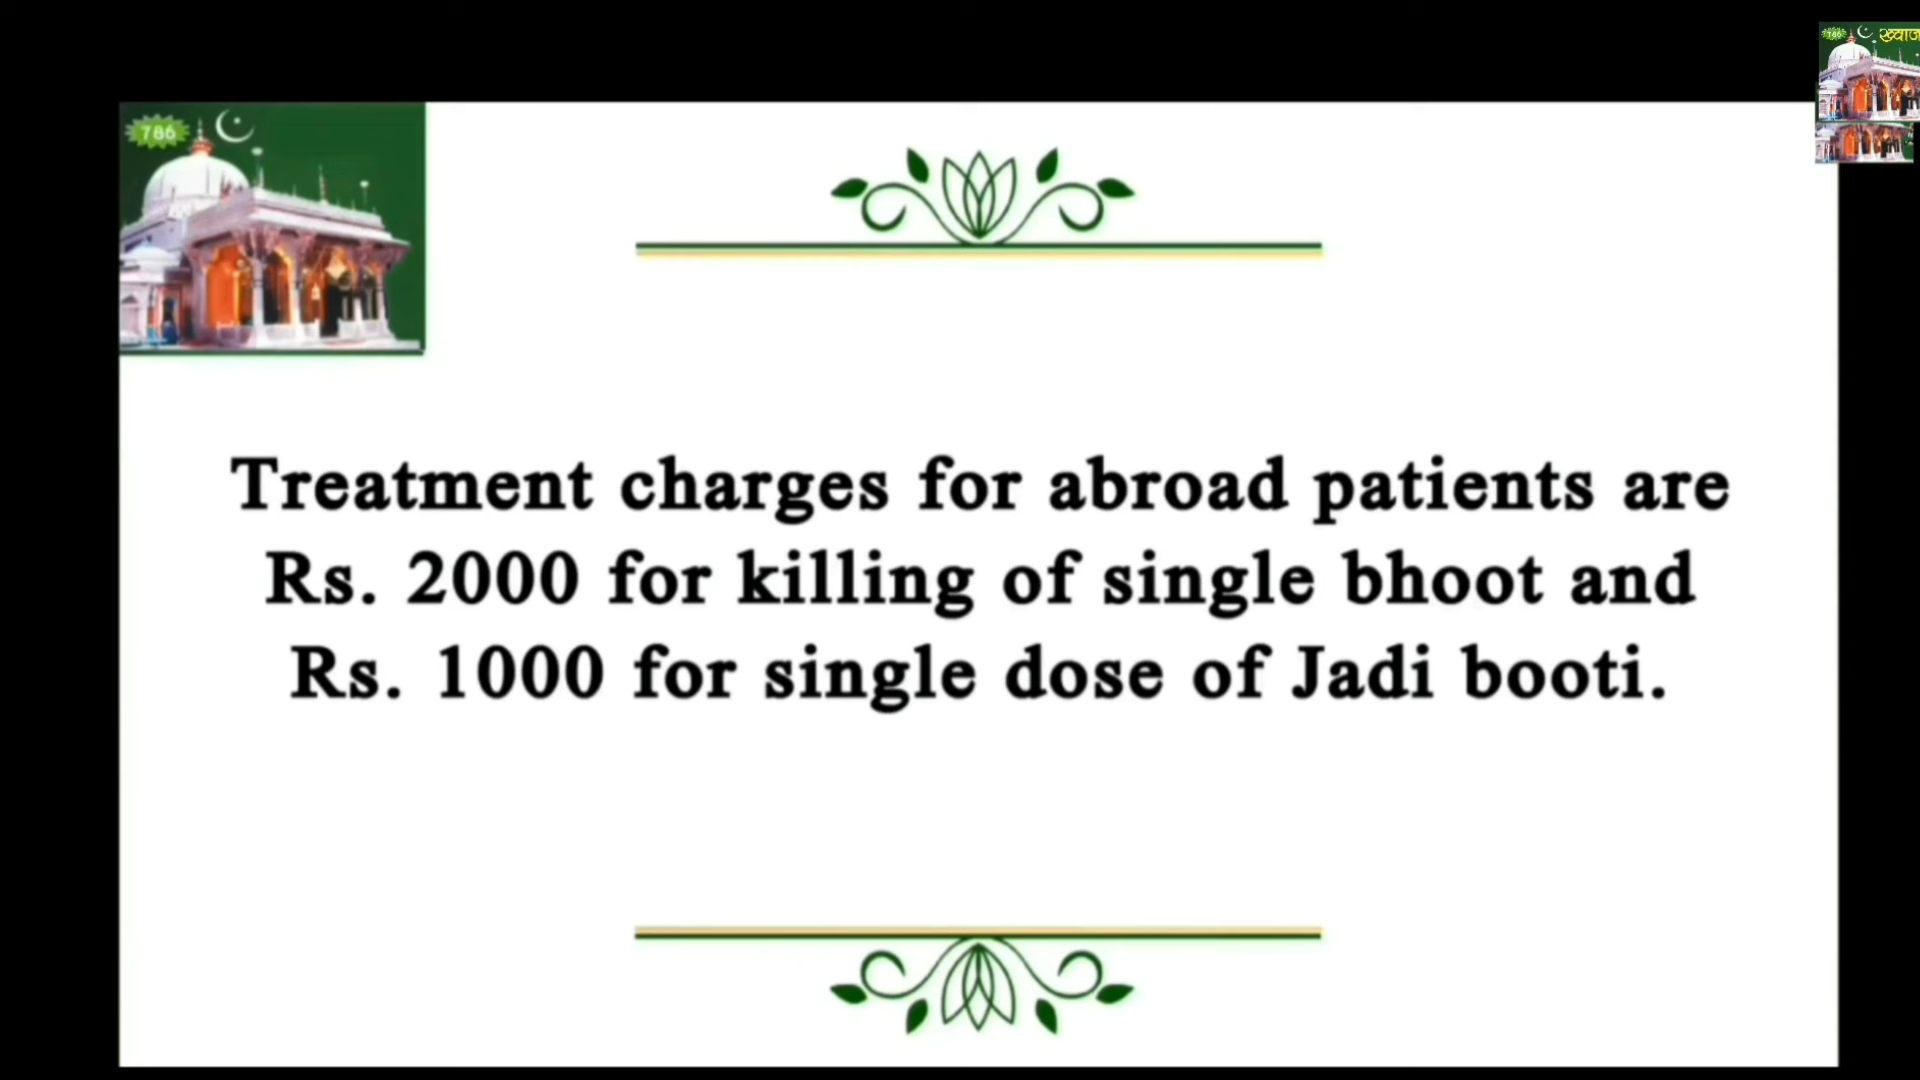 786
786
ख्वाज
Treatment charges for abroad patients are
Rs. 2000 for killing of single bhoot and
Rs. 1000 for single dose of Jadi booti.